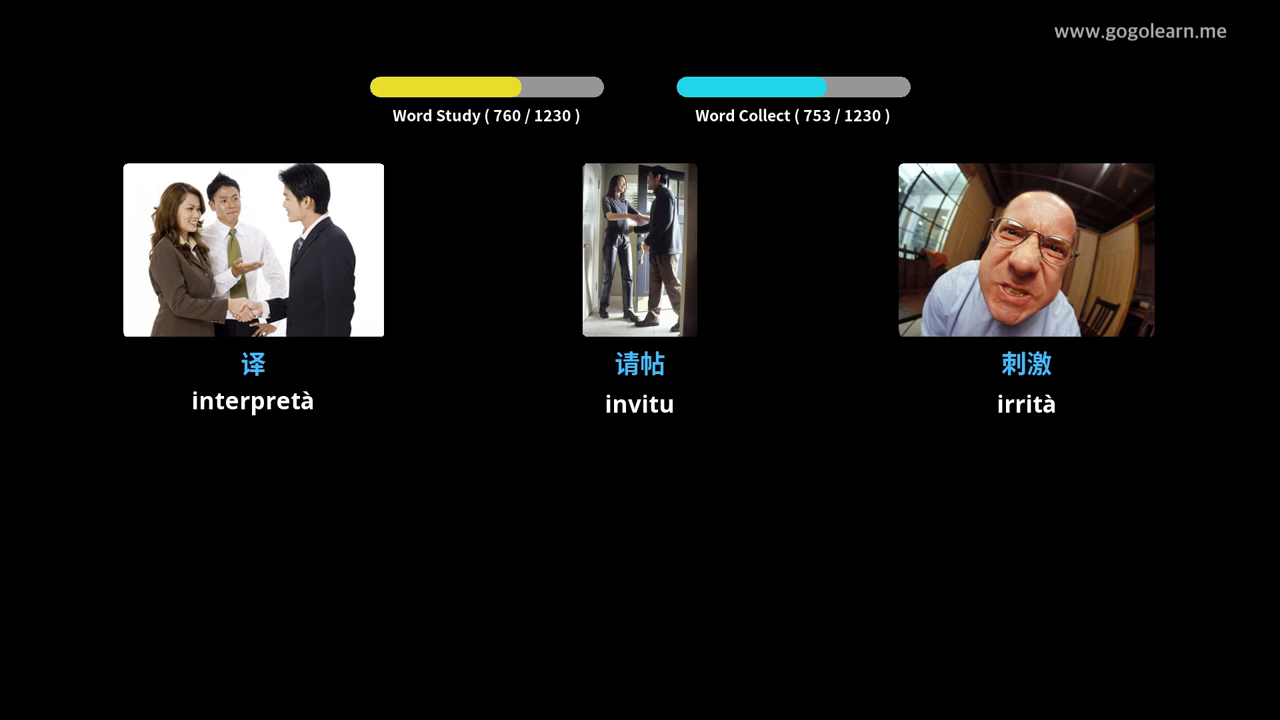 www.gogolearn.me
Word Study ( 760 / 1230 )
Word Collect ( 753 / 1230 )
译
请帖
刺激
interpretà
invitu
irrità